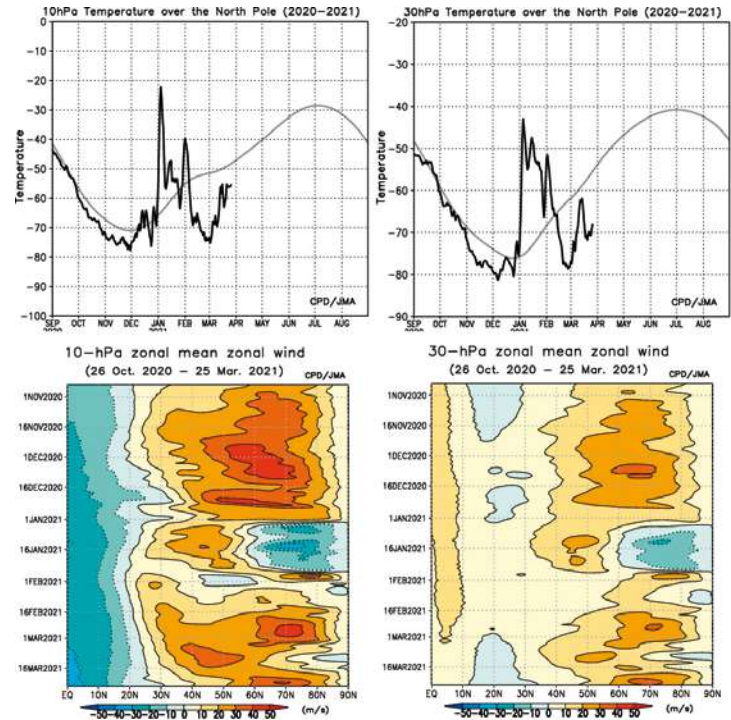 10hPa Temperature over the North Pole (2020-2021)
0
-10
-20
-30
-40
-50
-60
-70
-80
-90
-100
Temperature
CPD/JMA
SEP OCT NOV DEC JAN FEB MAR APR MAY JUN JUL AUG
2020 2021
30hPa Temperature over the North Pole (2020-2021)
-20
-30
-40
-50
-60
-70
-80
-90
Temperature
CPD/JMA
SEP OCT NOV DEC JAN FEB MAR APR MAY JUN JUL AUG
2020 2021
10-hPa zonal mean zonal wind
(26 Oct. 2020 - 25 Mar. 2021)
CPD/JMA
1NOV2020
16NOV2020
1DEC2020
16DEC2020
1JAN2021
16JAN2021
1FEB2021
16FEB2021
1MAR2021
16MAR2021
EQ 10N 20N 30N 40N 50N 60N 70N 80N 90N
-50 -40 -30 -20 -10 0 10 20 30 40 50 (m/s)
30-hPa zonal mean zonal wind
(26 Oct. 2020 - 25 Mar. 2021)
CPD/JMA
1NOV2020
16NOV2020
1DEC2020
16DEC2020
1JAN2021
16JAN2021
1FEB2021
16FEB2021
1MAR2021
16MAR2021
EQ 10N 20N 30N 40N 50N 60N 70N 80N 90N
-50 -40 -30 -20 -10 0 10 20 30 40 50 (m/s)